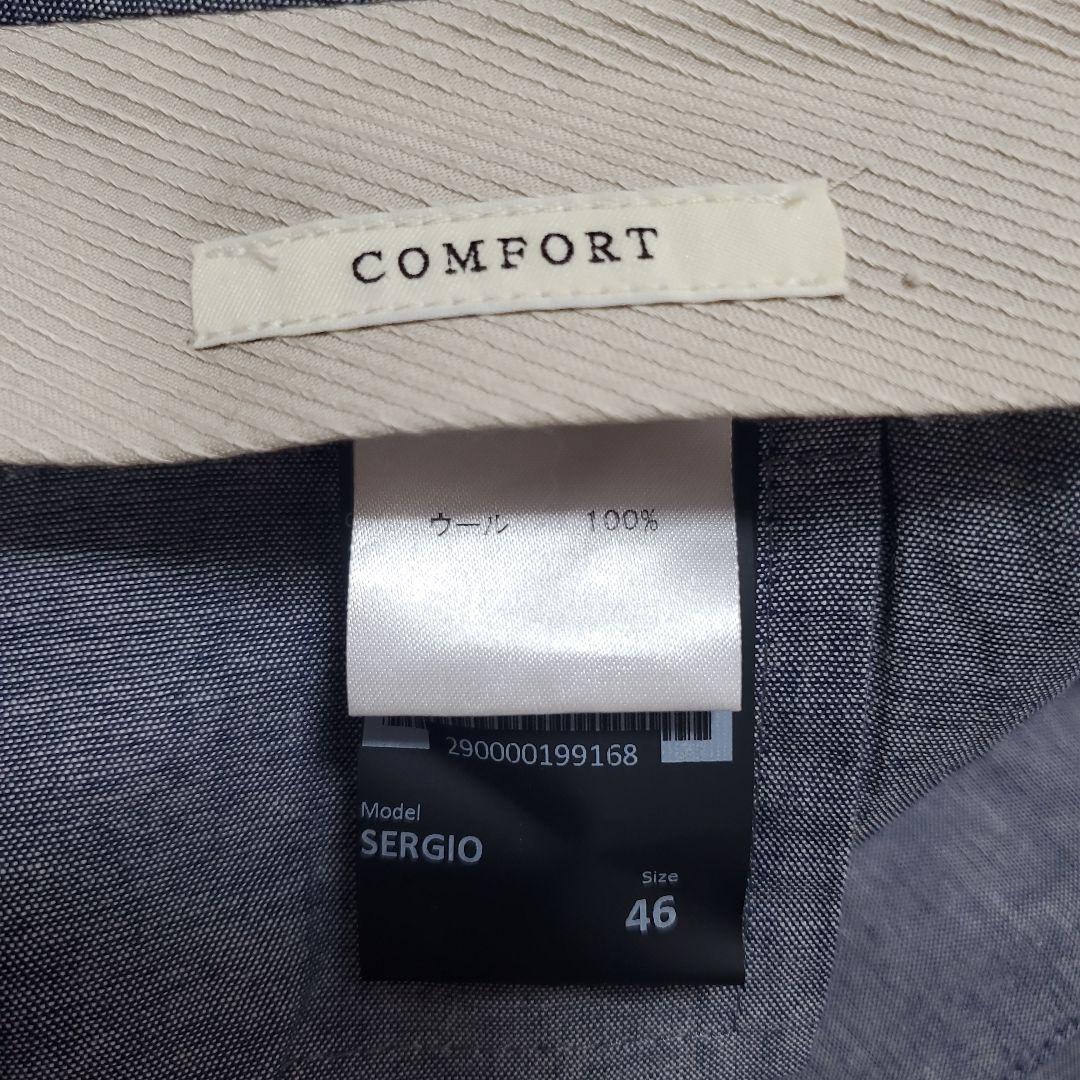 COMFORT
ウール 100%
290000199168
Model
SERGIO
Size
46